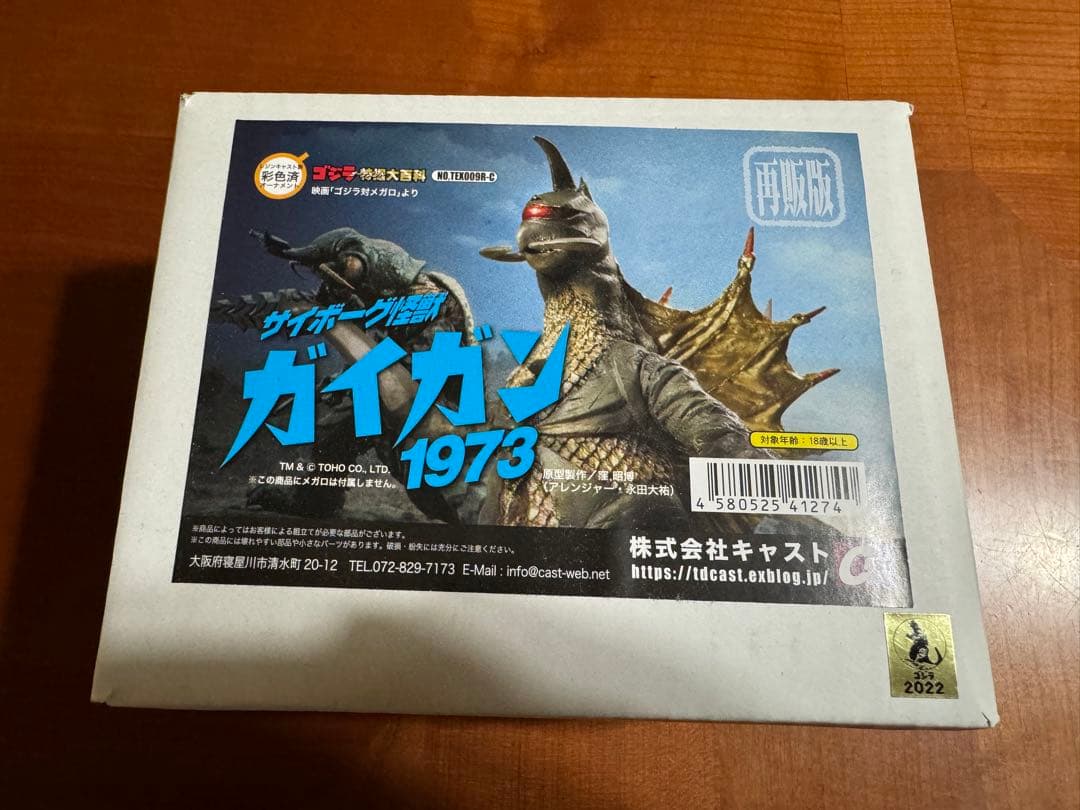 レジンキャスト製
彩色済
オーナメント
ゴジラ特撮大百科 NO.TEX009R-C
映画「ゴジラ対メガロ」より
再販版
サイボーグ怪獣
ガイガン
1973
対象年齢：18歳以上
TM & © TOHO CO., LTD.
※この商品にメガロは付属しません。
原型製作／窪 昭博
（アレンジャー・永田大祐）
4 580525 41274
※商品によってはお客様による組立てが必要な部品がございます。
※この商品には壊れやすい部品や小さなパーツがあります。破損・紛失には充分にご注意ください。
大阪府寝屋川市清水町 20-12 TEL.072-829-7173 E-Mail : info@cast-web.net
株式会社キャスト
https://tdcast.exblog.jp/
ゴジラ
2022